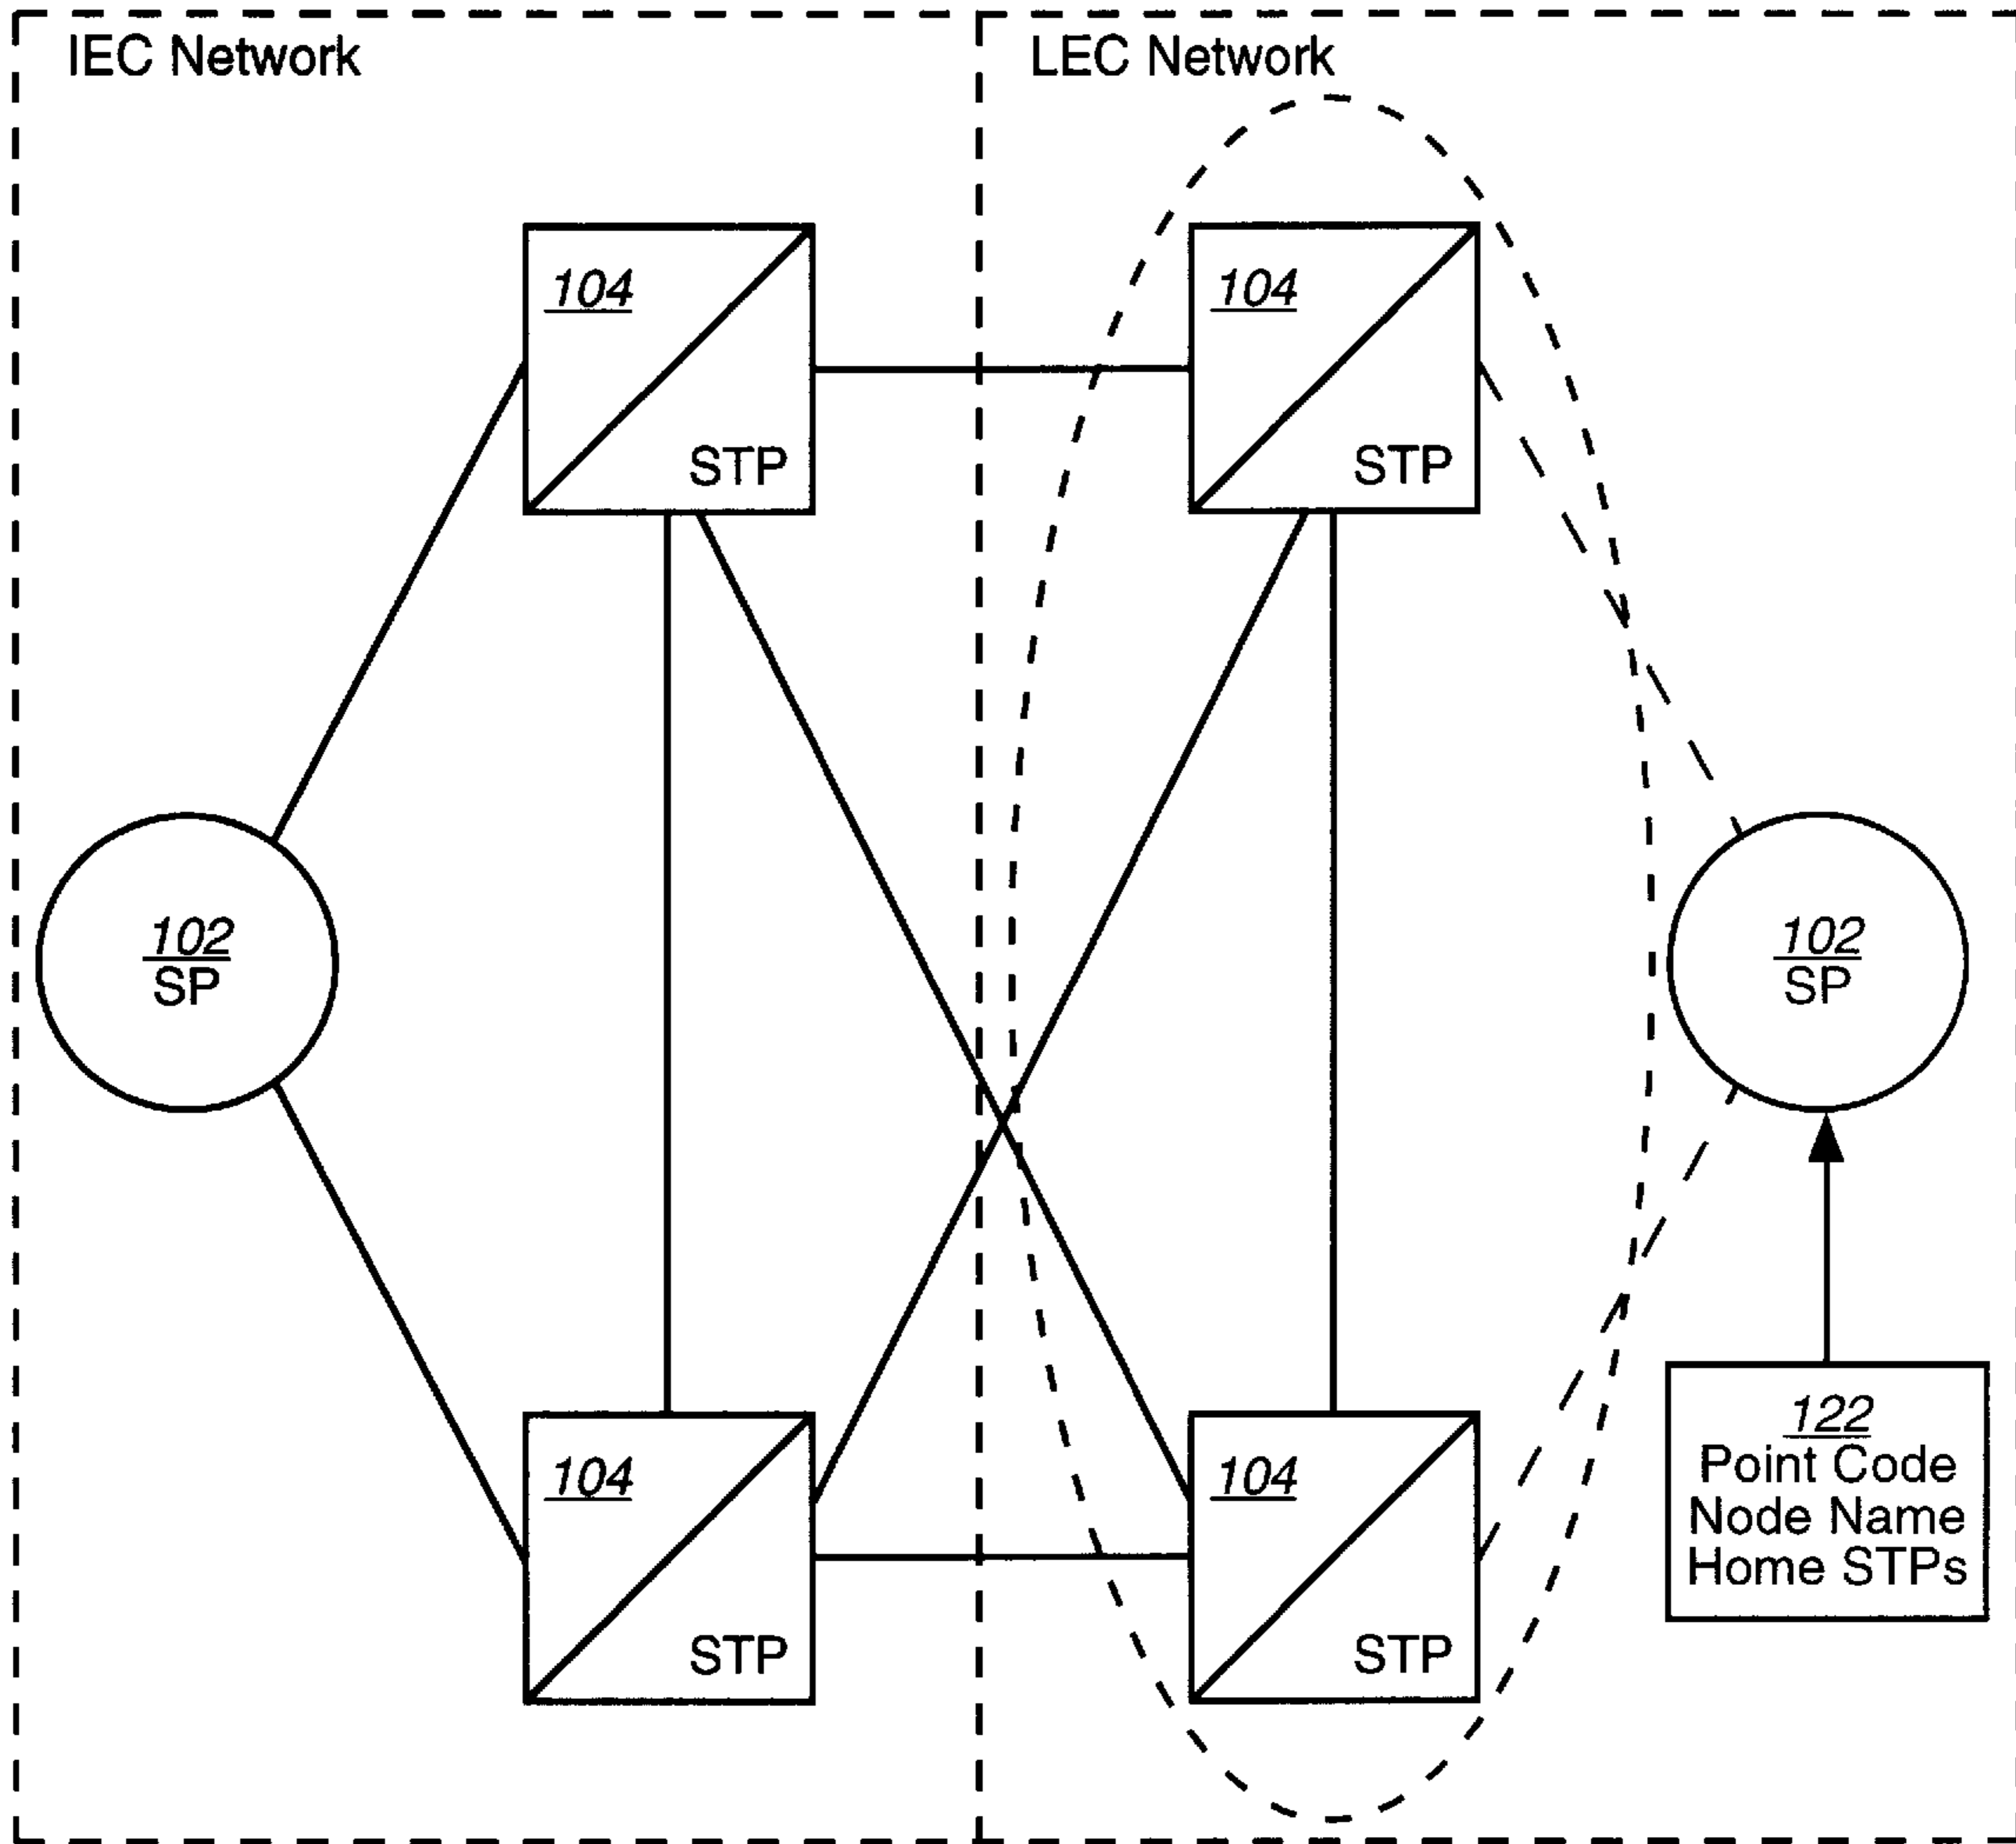 IEC Network
LEC Network
104
STP
104
STP
102
SP
102
SP
104
STP
104
STP
122
Point Code
Node Name
Home STPs